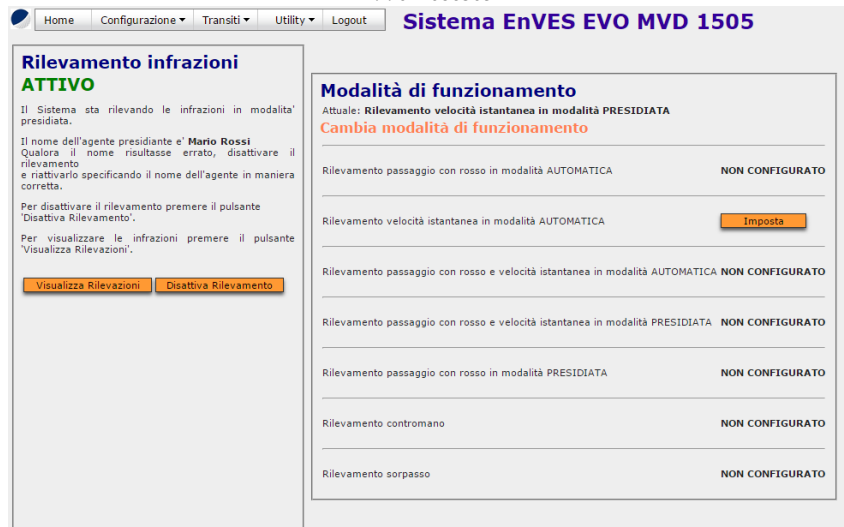 Home
Configurazione
Transiti
Utility
Logout
Sistema EnVES EVO MVD 1505
Rilevamento infrazioni
ATTIVO
Il Sistema sta rilevando le infrazioni in modalita'
presidiata.
Il nome dell'agente presidiante e' Mario Rossi
Qualora il nome risultasse errato, disattivare il
rilevamento
e riattivarlo specificando il nome dell'agente in maniera
corretta.
Per disattivare il rilevamento premere il pulsante
'Disattiva Rilevamento'.
Per visualizzare le infrazioni premere il pulsante
'Visualizza Rilevazioni'.
Visualizza Rilevazioni
Disattiva Rilevamento
Modalità di funzionamento
Attuale: Rilevamento velocità istantanea in modalità PRESIDIATA
Cambia modalità di funzionamento
Rilevamento passaggio con rosso in modalità AUTOMATICA NON CONFIGURATO
Rilevamento velocità istantanea in modalità AUTOMATICA Imposta
Rilevamento passaggio con rosso e velocità istantanea in modalità AUTOMATICA NON CONFIGURATO
Rilevamento passaggio con rosso e velocità istantanea in modalità PRESIDIATA NON CONFIGURATO
Rilevamento passaggio con rosso in modalità PRESIDIATA NON CONFIGURATO
Rilevamento contromano NON CONFIGURATO
Rilevamento sorpasso NON CONFIGURATO